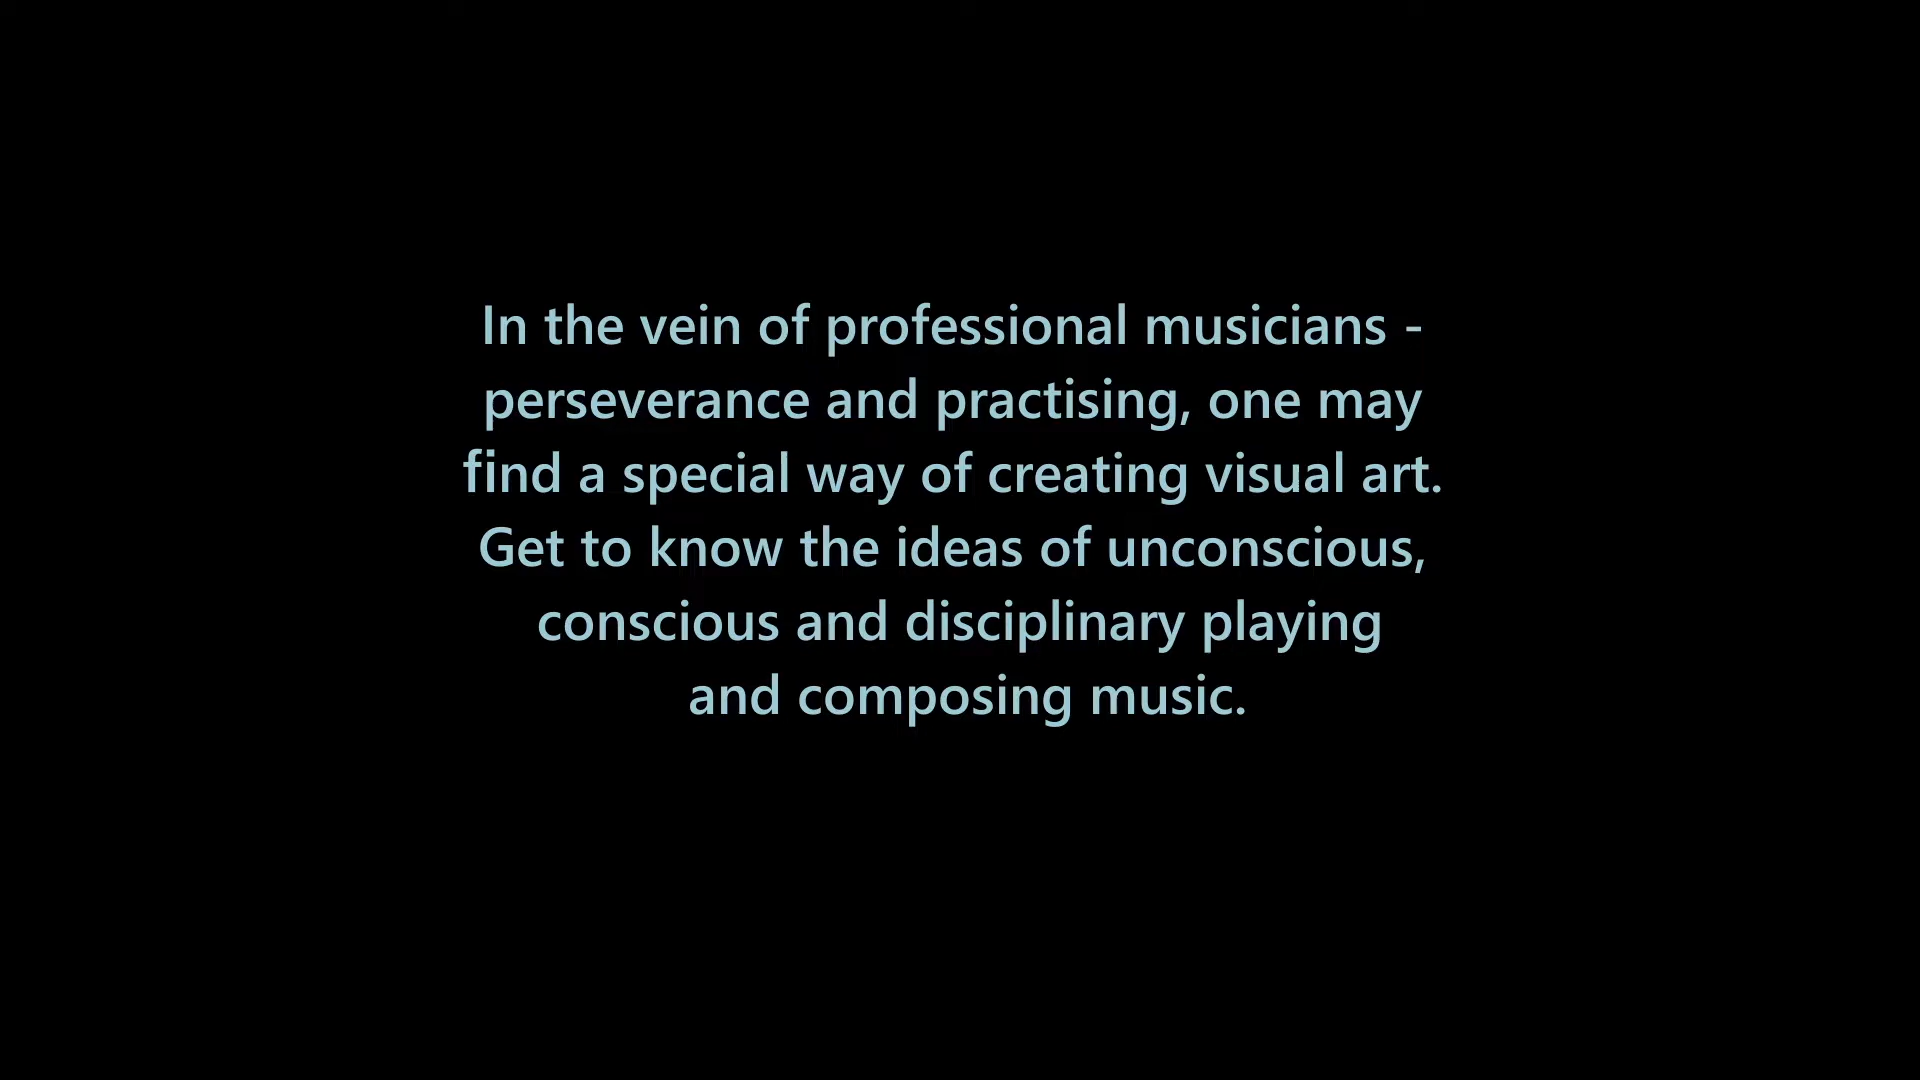 In the vein of professional musicians -
perseverance and practising, one may
find a special way of creating visual art.
Get to know the ideas of unconscious,
conscious and disciplinary playing
and composing music.